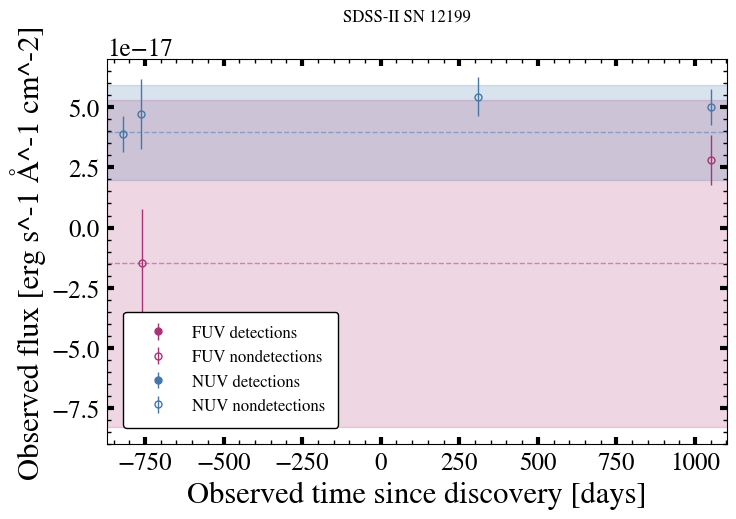 SDSS-II SN 12199
1e−17
Observed flux [erg s^-1 Å^-1 cm^-2]
5.0
2.5
0.0
−2.5
−5.0
−7.5
FUV detections
FUV nondetections
NUV detections
NUV nondetections
−750 −500 −250 0 250 500 750 1000
Observed time since discovery [days]